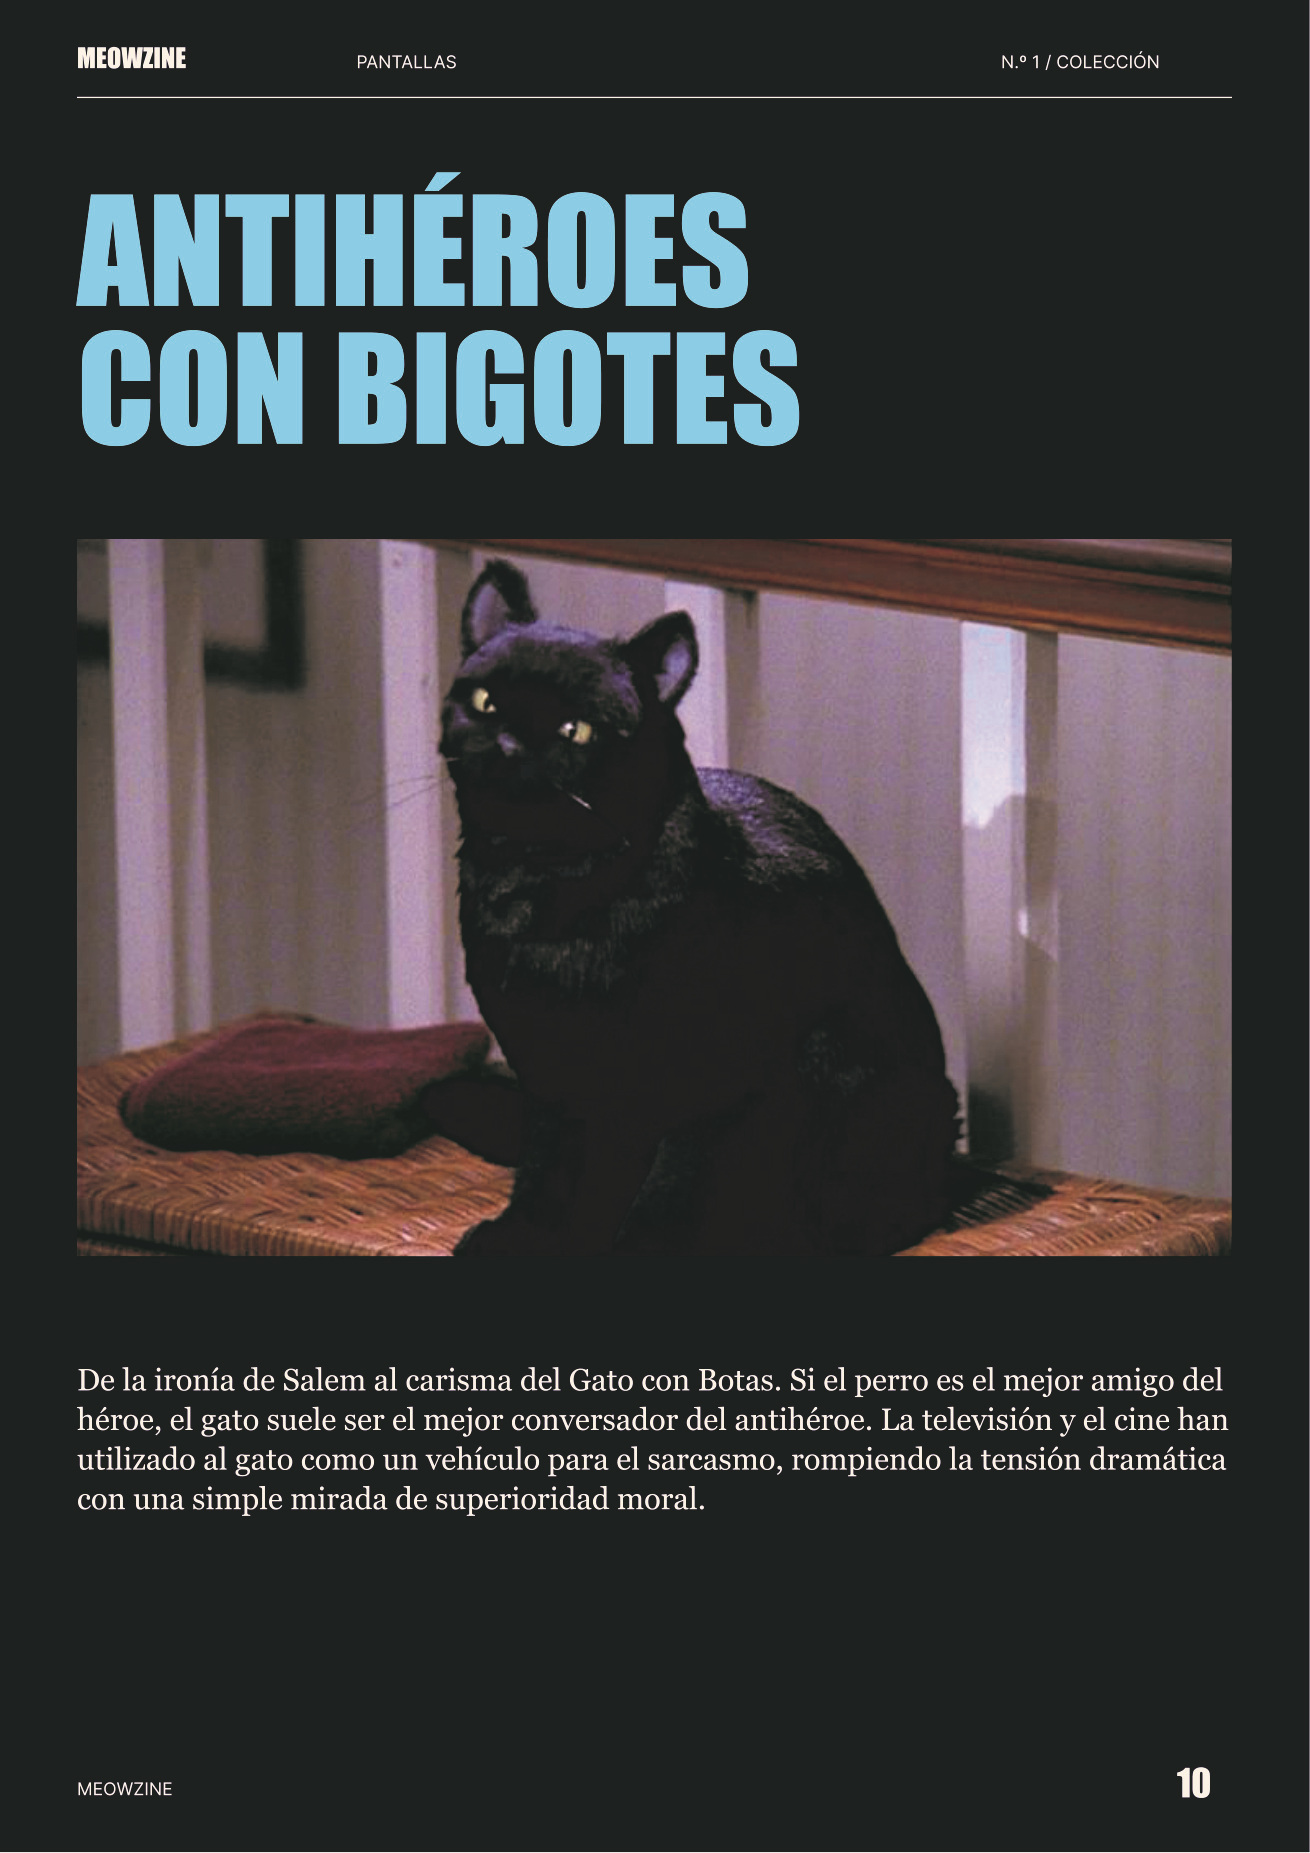 MEOWZINE
PANTALLAS
N.º 1 / COLECCIÓN
ANTIHÉROES
CON BIGOTES
De la ironía de Salem al carisma del Gato con Botas. Si el perro es el mejor amigo del
héroe, el gato suele ser el mejor conversador del antihéroe. La televisión y el cine han
utilizado al gato como un vehículo para el sarcasmo, rompiendo la tensión dramática
con una simple mirada de superioridad moral.
MEOWZINE
10